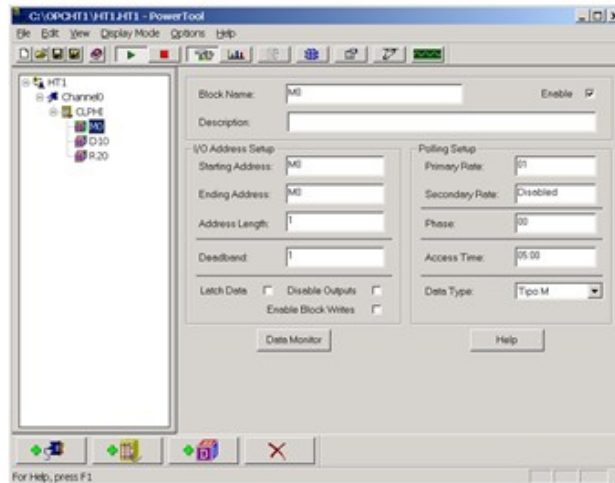 C:\OPCHT1\HT1.HT1 - PowerTool
File Edit View Display Mode Options Help
HT1
Channel0
CLPHI
M0
D10
R20
Block Name: M0 Enable
Description:
I/O Address Setup
Starting Address: M0
Ending Address: M0
Address Length: 1
Deadband: 1
Latch Data Disable Outputs
Enable Block Writes
Polling Setup
Primary Rate: 01
Secondary Rate: Disabled
Phase: 00
Access Time: 05:00
Data Type: Tipo M
Data Monitor Help
D
For Help, press F1